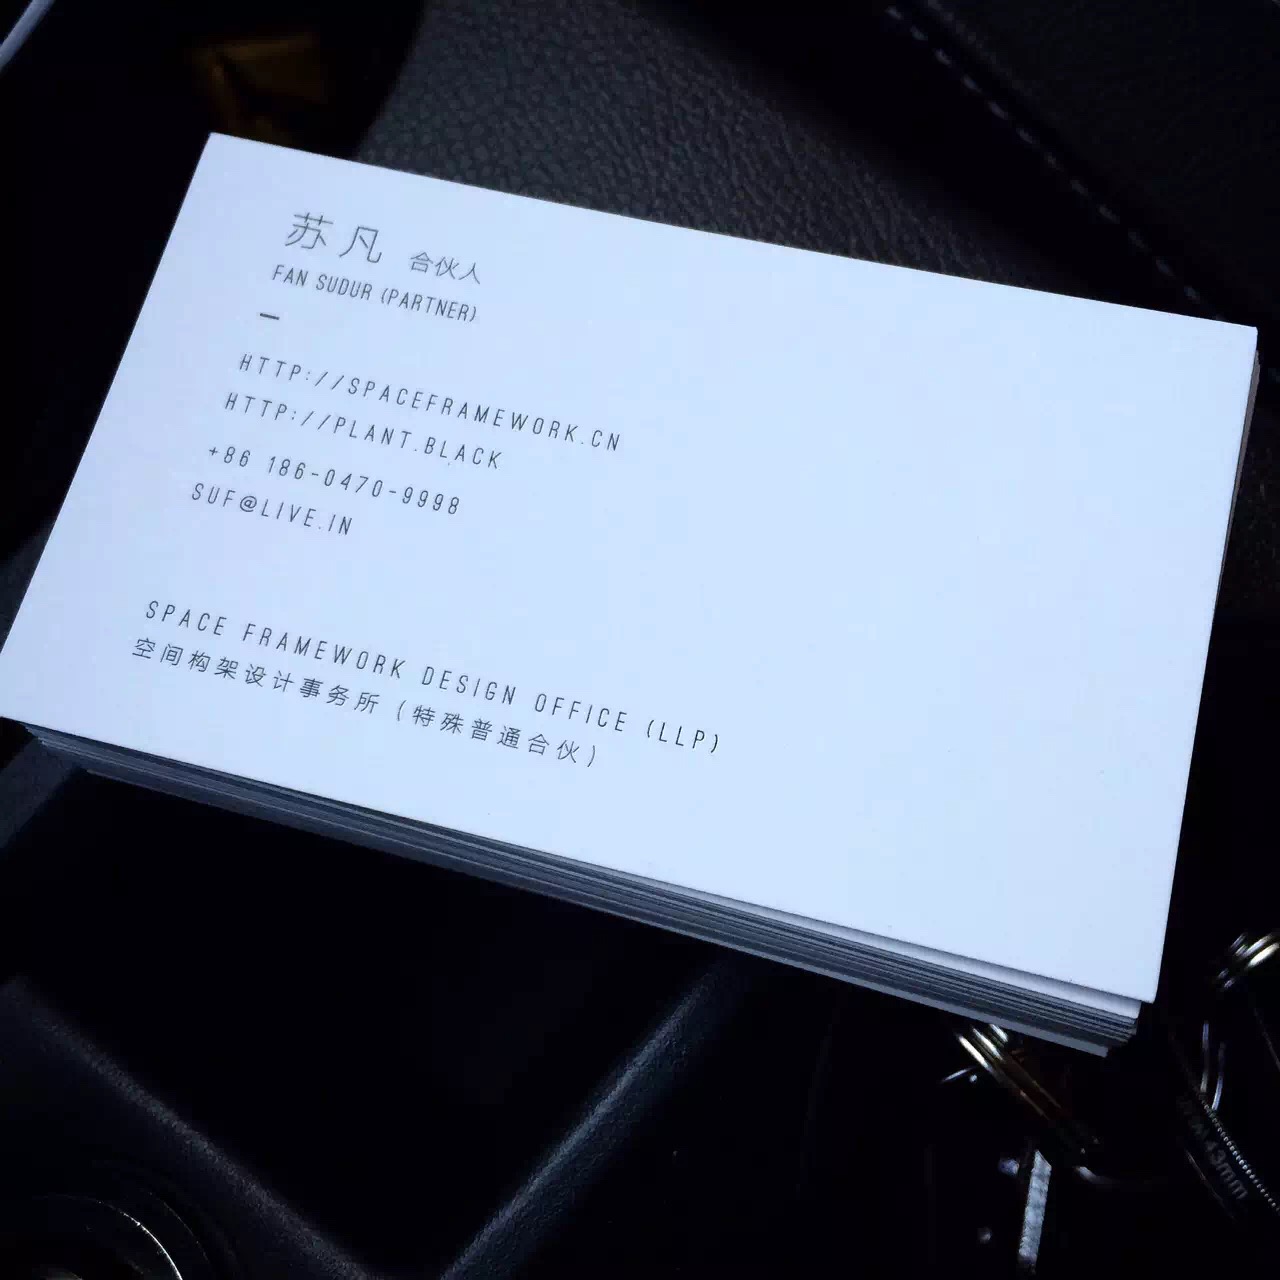 苏凡 合伙人
FAN SUDUR (PARTNER)
–
HTTP://SPACEFRAMEWORK.CN
HTTP://PLANT.BLACK
+86 186-0470-9998
SUF@LIVE.IN
SPACE FRAMEWORK DESIGN OFFICE (LLP)
空间构架设计事务所（特殊普通合伙）
43mm